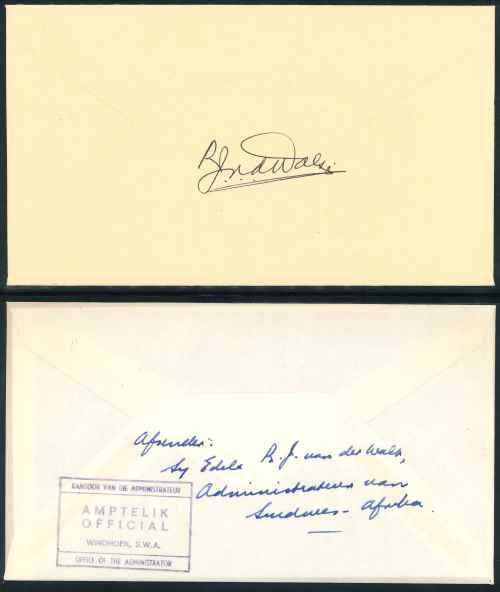 B.J. v. d Walt
Afsender:
Sy Edele B. J. van der Walt,
Administrateur van
Suidwes-Afrika.
KANTOOR VAN DIE ADMINISTRATEUR
AMPTELIK
OFFICIAL
WINDHOEK, S.W.A.
OFFICE OF THE ADMINISTRATOR